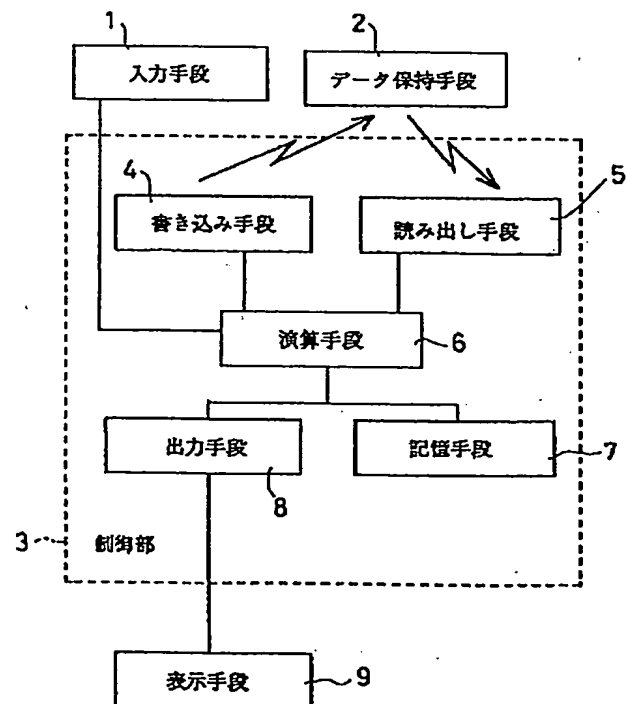 1
入力手段
2
データ保持手段
4
書き込み手段
5
読み出し手段
演算手段
6
出力手段
8
記憶手段
7
3
制御部
表示手段
9